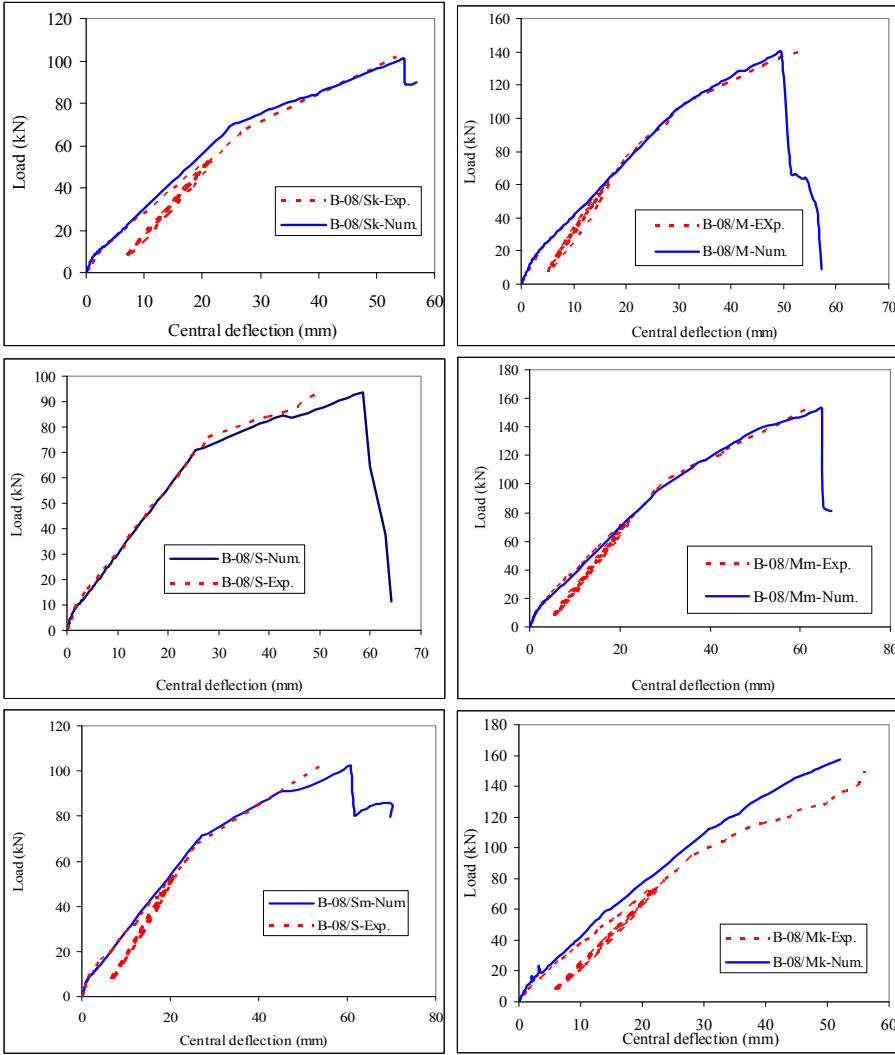 120
100
80
60
40
20
0
Load (kN)
B-08/Sk-Exp.
B-08/Sk-Num.
0 10 20 30 40 50 60
Central deflection (mm)
160
140
120
100
80
60
40
20
0
Load (kN)
B-08/M-EXp.
B-08/M-Num.
0 10 20 30 40 50 60 70
Central deflection (mm)
100
90
80
70
60
50
40
30
20
10
0
Load (kN)
B-08/S-Num.
B-08/S-Exp.
0 10 20 30 40 50 60 70
Central deflection (mm)
180
160
140
120
100
80
60
40
20
0
Load (kN)
B-08/Mm-Exp.
B-08/Mm-Num.
0 20 40 60 80
Central deflection (mm)
120
100
80
60
40
20
0
Load (kN)
B-08/Sm-Num
B-08/S-Exp.
0 20 40 60 80
Central deflection (mm)
180
160
140
120
100
80
60
40
20
0
Load (kN)
B-08/Mk-Exp.
B-08/Mk-Num.
0 10 20 30 40 50 60
Central deflection (mm)